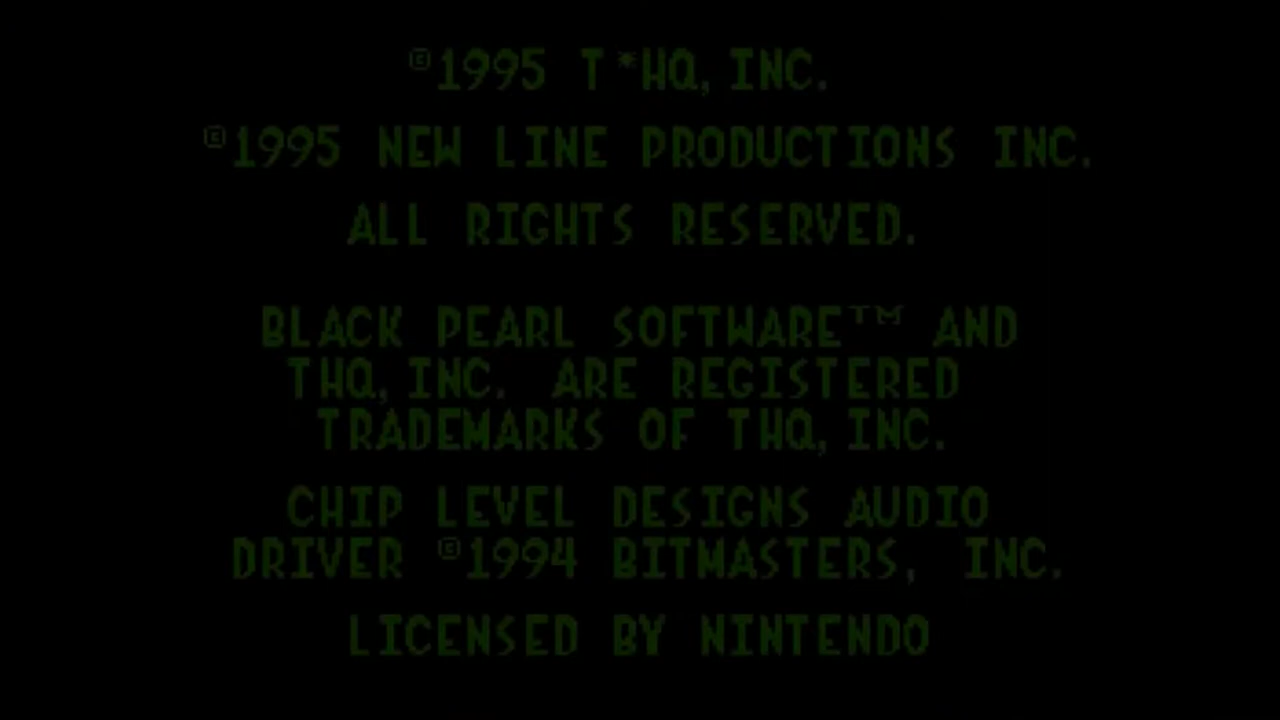 ©1995 T*HQ, INC.
©1995 NEW LINE PRODUCTIONS INC.
ALL RIGHTS RESERVED.
BLACK PEARL SOFTWARE™ AND
THQ, INC. ARE REGISTERED
TRADEMARKS OF THQ, INC.
CHIP LEVEL DESIGNS AUDIO
DRIVER ©1994 BITMASTERS, INC.
LICENSED BY NINTENDO